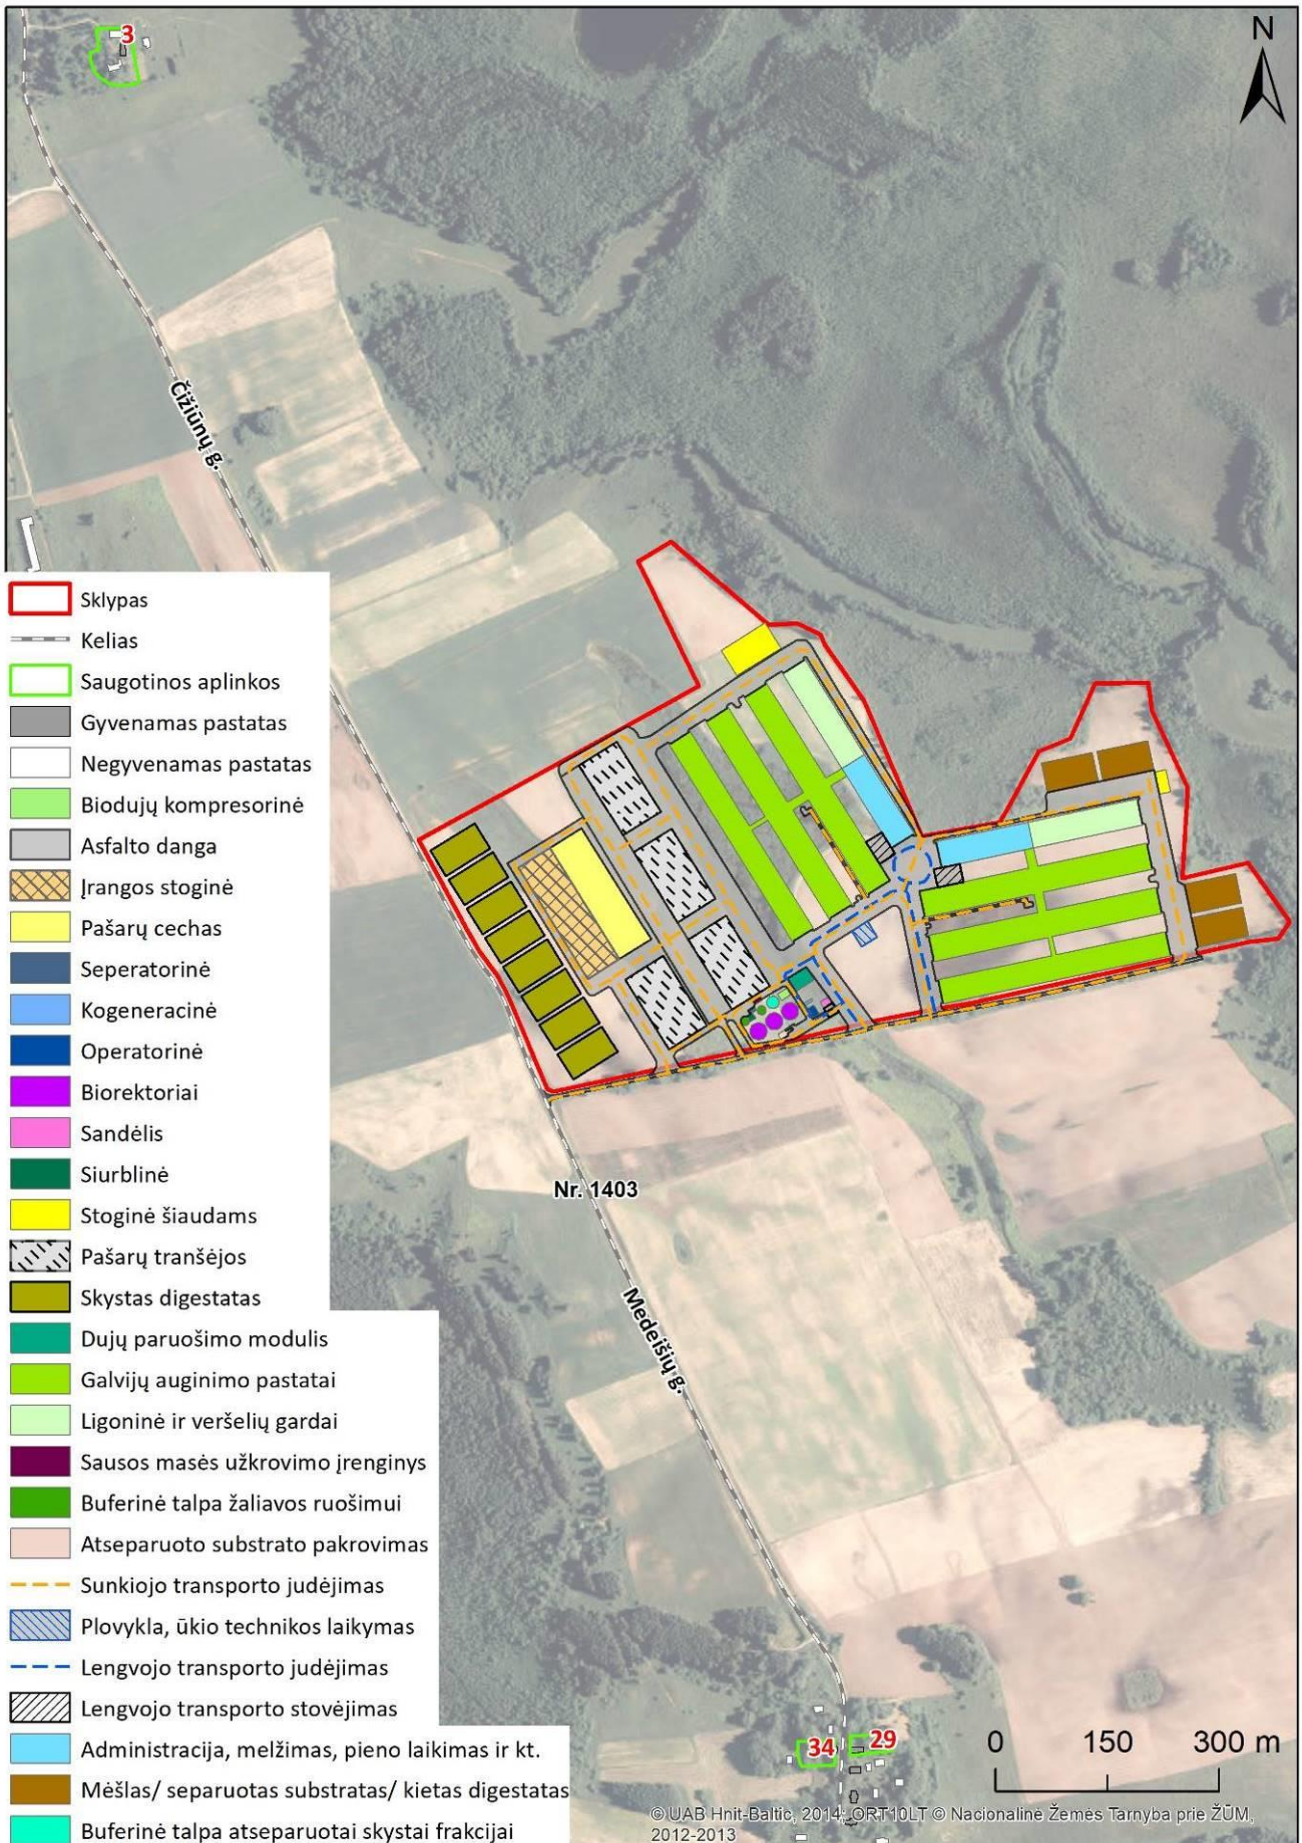 3
N
Čižiūnų g.
Sklypas
Kelias
Saugotinos aplinkos
Gyvenamas pastatas
Negyvenamas pastatas
Biodujų kompresorinė
Asfalto danga
Įrangos stoginė
Pašarų cechas
Seperatorinė
Kogeneracinė
Operatorinė
Biorektoriai
Sandėlis
Siurblinė
Stoginė šiaudams
Pašarų tranšėjos
Skystas digestatas
Dujų paruošimo modulis
Galvijų auginimo pastatai
Ligoninė ir veršelių gardai
Sausos masės užkrovimo įrenginys
Buferinė talpa žaliavos ruošimui
Atseparuoto substrato pakrovimas
Sunkiojo transporto judėjimas
Plovykla, ūkio technikos laikymas
Lengvojo transporto judėjimas
Lengvojo transporto stovėjimas
Administracija, melžimas, pieno laikimas ir kt.
Mėšlas/ separuotas substratas/ kietas digestatas
Buferinė talpa atseparuotai skystai frakcijai
Nr. 1403
Medeišių g.
34
29
0 150 300 m
© UAB Hnit-Baltic, 2014; ORT10LT © Nacionalinė Žemės Tarnyba prie ŽŪM,
2012-2013